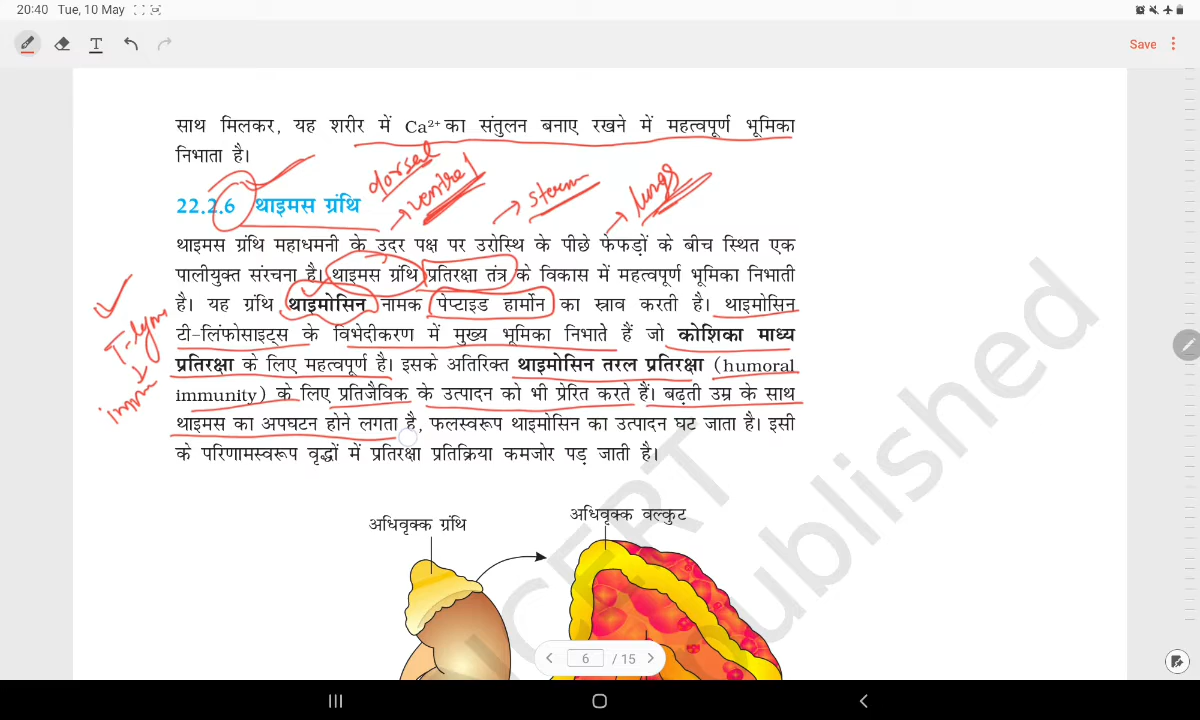 20:40 Tue, 10 May
T
Save
साथ मिलकर, यह शरीर में Ca²⁺ का संतुलन बनाए रखने में महत्वपूर्ण भूमिका
निभाता है।
dorsal
→ ventral
→ stern
→ lungs
22.2.6 थाइमस ग्रंथि
थाइमस ग्रंथि महाधमनी के उदर पक्ष पर उरोस्थि के पीछे फेफड़ों के बीच स्थित एक
पालीयुक्त संरचना है। थाइमस ग्रंथि प्रतिरक्षा तंत्र के विकास में महत्वपूर्ण भूमिका निभाती
है। यह ग्रंथि थाइमोसिन नामक पेप्टाइड हार्मोन का स्राव करती है। थाइमोसिन
टी-लिंफोसाइट्स के विभेदीकरण में मुख्य भूमिका निभाते हैं जो कोशिका माध्य
प्रतिरक्षा के लिए महत्वपूर्ण है। इसके अतिरिक्त थाइमोसिन तरल प्रतिरक्षा (humoral
immunity) के लिए प्रतिजैविक के उत्पादन को भी प्रेरित करते हैं। बढ़ती उम्र के साथ
थाइमस का अपघटन होने लगता है, फलस्वरूप थाइमोसिन का उत्पादन घट जाता है। इसी
के परिणामस्वरूप वृद्धों में प्रतिरक्षा प्रतिक्रिया कमजोर पड़ जाती है।
अधिवृक्क ग्रंथि
अधिवृक्क वल्कुट
6 / 15